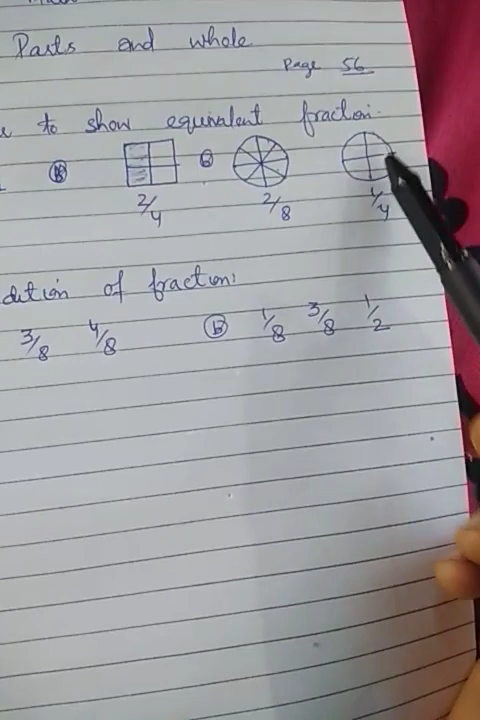 Parts and whole
Page 56
to show equivalent fraction.
B
2/4 2/8 1/4
dition of fraction:
3/8 4/8 B 1/8 3/8 1/2